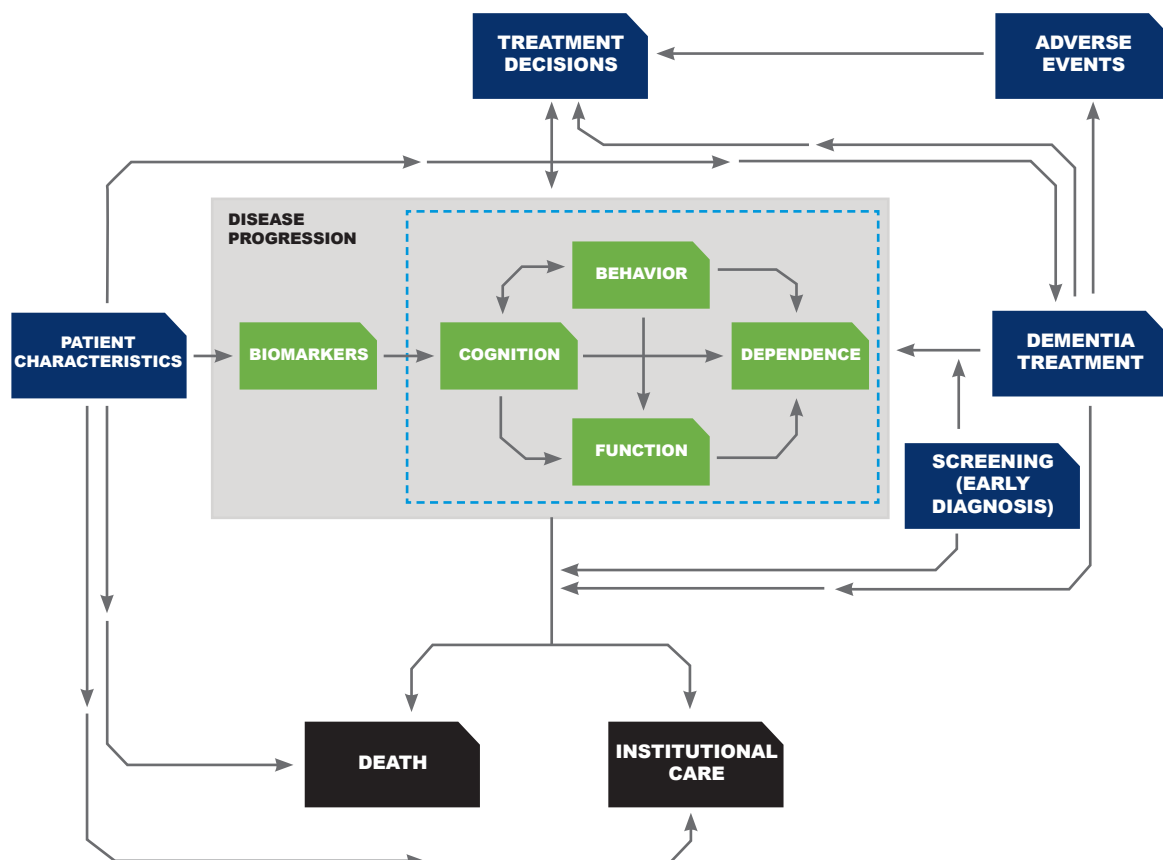 TREATMENT
DECISIONS
ADVERSE
EVENTS
DISEASE
PROGRESSION
BEHAVIOR
PATIENT
CHARACTERISTICS
BIOMARKERS
COGNITION
DEPENDENCE
DEMENTIA
TREATMENT
FUNCTION
SCREENING
(EARLY
DIAGNOSIS)
DEATH
INSTITUTIONAL
CARE